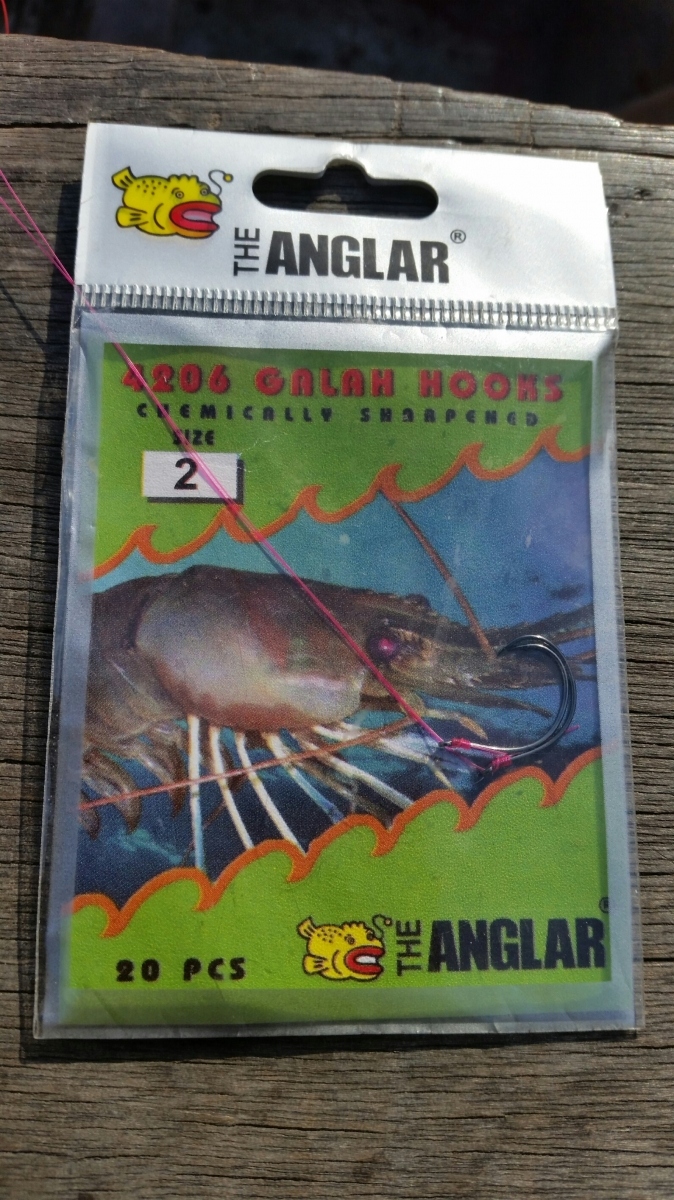 THE ANGLAR®
4206 GALAH HOOKS
CHEMICALLY SHARPENED
SIZE
2
20 PCS
THE ANGLAR®